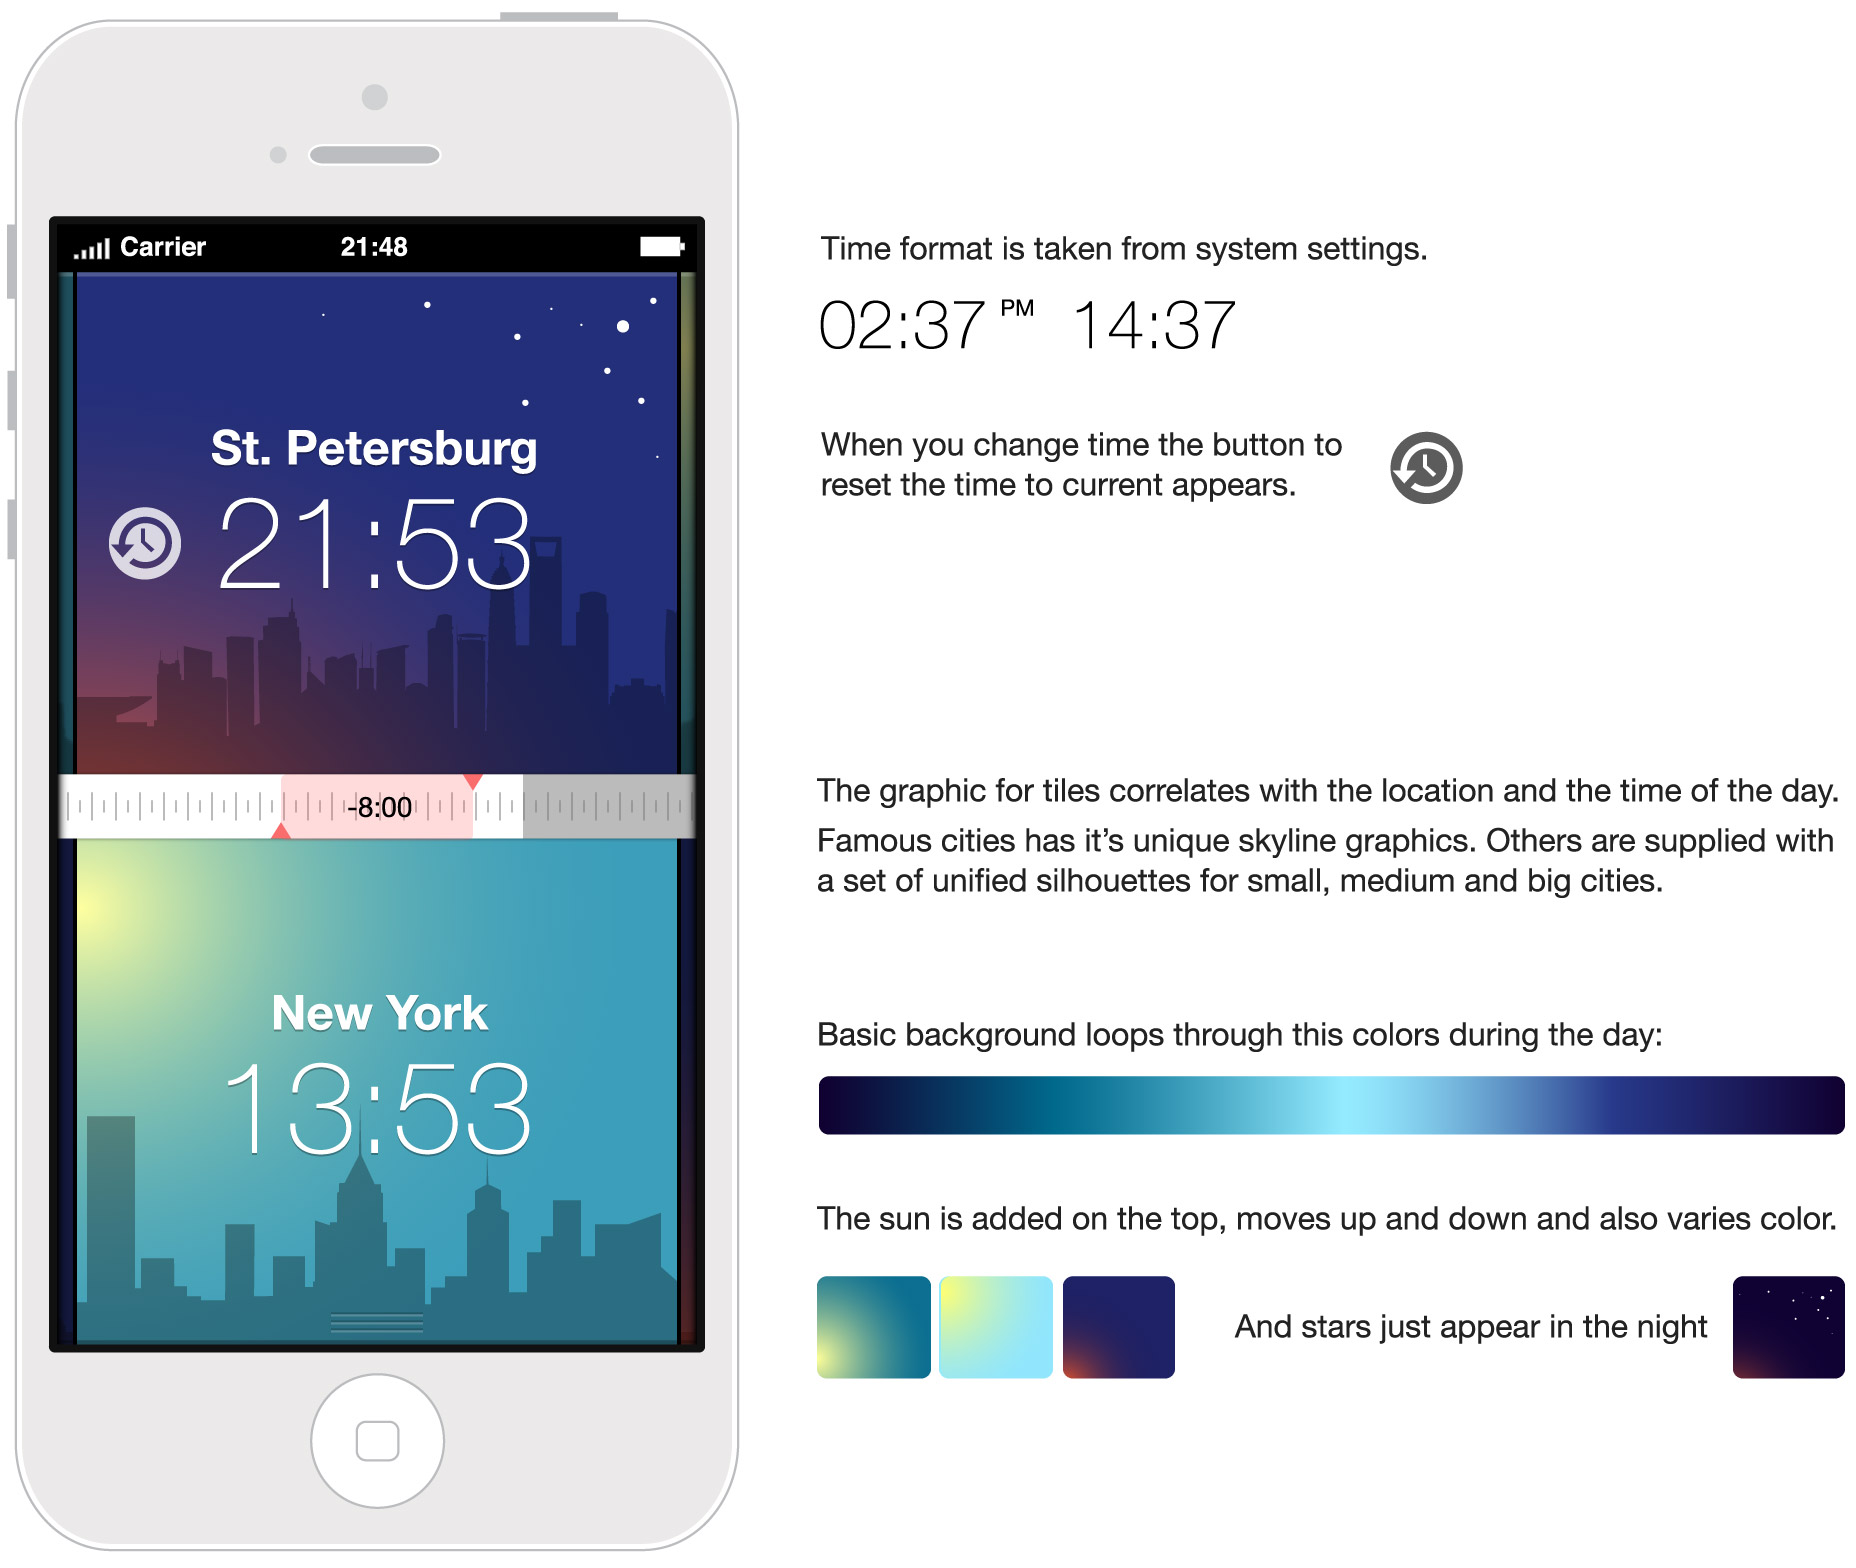 Carrier 21:48
St. Petersburg
21:53
-8:00
New York
13:53
Time format is taken from system settings.
02:37 PM 14:37
When you change time the button to
reset the time to current appears.
The graphic for tiles correlates with the location and the time of the day.
Famous cities has it’s unique skyline graphics. Others are supplied with
a set of unified silhouettes for small, medium and big cities.
Basic background loops through this colors during the day:
The sun is added on the top, moves up and down and also varies color.
And stars just appear in the night